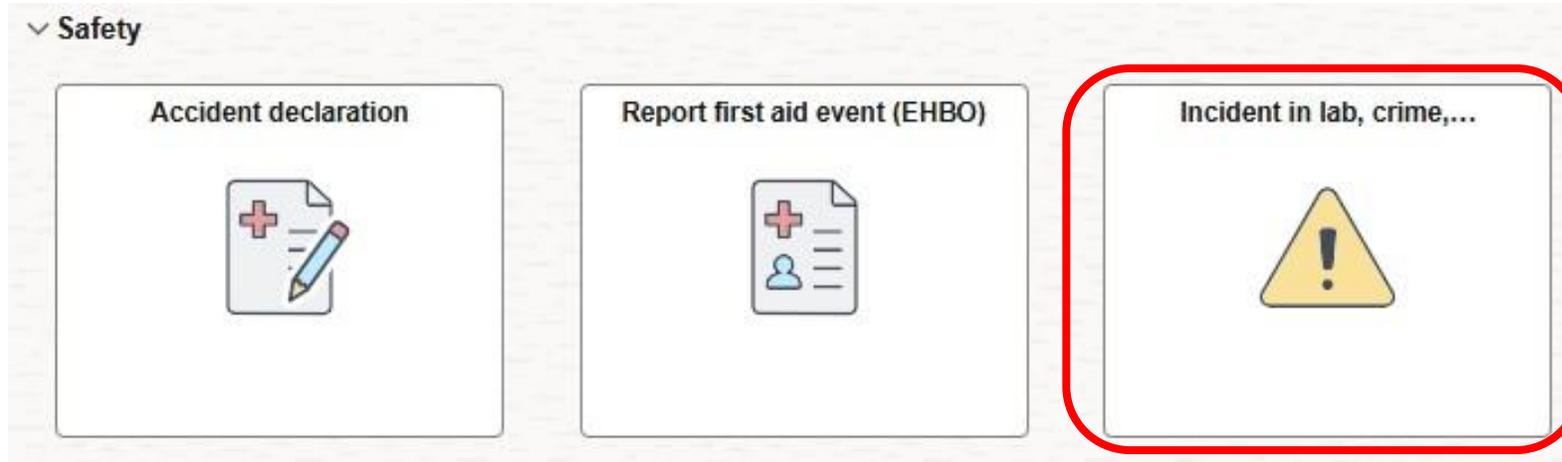 Safety
Accident declaration
Report first aid event (EHBO)
Incident in lab, crime,...